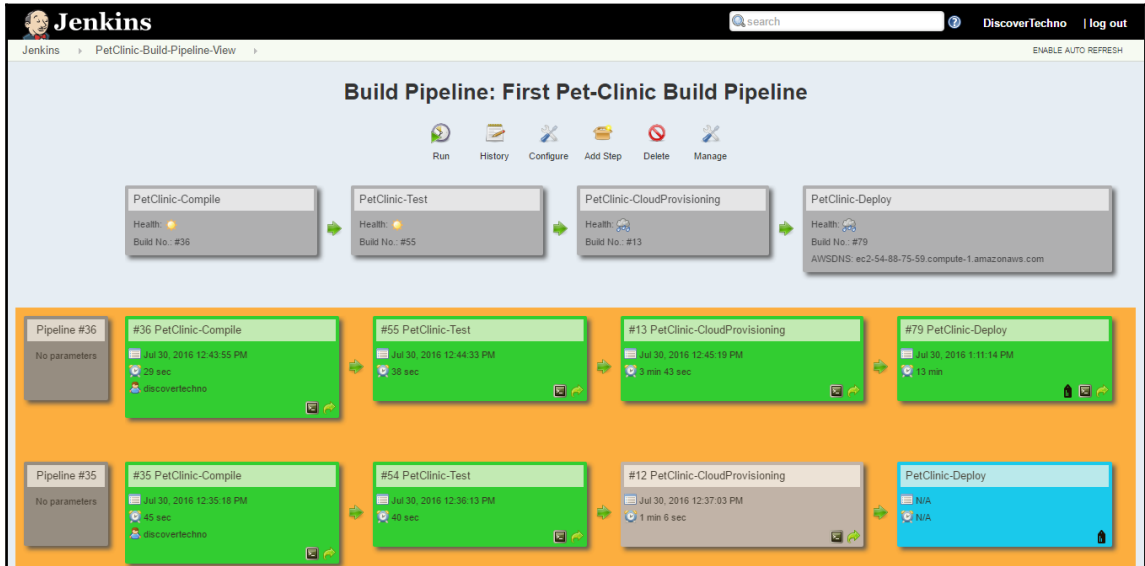 Jenkins
search
DiscoverTechno | log out
Jenkins PetClinic-Build-Pipeline-View
ENABLE AUTO REFRESH
Build Pipeline: First Pet-Clinic Build Pipeline
Run History Configure Add Step Delete Manage
PetClinic-Compile
Health:
Build No.: #36
PetClinic-Test
Health:
Build No.: #55
PetClinic-CloudProvisioning
Health:
Build No.: #13
PetClinic-Deploy
Health:
Build No.: #79
AWSDNS: ec2-54-88-75-59.compute-1.amazonaws.com
Pipeline #36
No parameters
#36 PetClinic-Compile
Jul 30, 2016 12:43:55 PM
29 sec
discovertechno
#55 PetClinic-Test
Jul 30, 2016 12:44:33 PM
38 sec
#13 PetClinic-CloudProvisioning
Jul 30, 2016 12:45:19 PM
3 min 43 sec
#79 PetClinic-Deploy
Jul 30, 2016 1:11:14 PM
13 min
Pipeline #35
No parameters
#35 PetClinic-Compile
Jul 30, 2016 12:35:18 PM
45 sec
discovertechno
#54 PetClinic-Test
Jul 30, 2016 12:36:13 PM
40 sec
#12 PetClinic-CloudProvisioning
Jul 30, 2016 12:37:03 PM
1 min 6 sec
PetClinic-Deploy
N/A
N/A